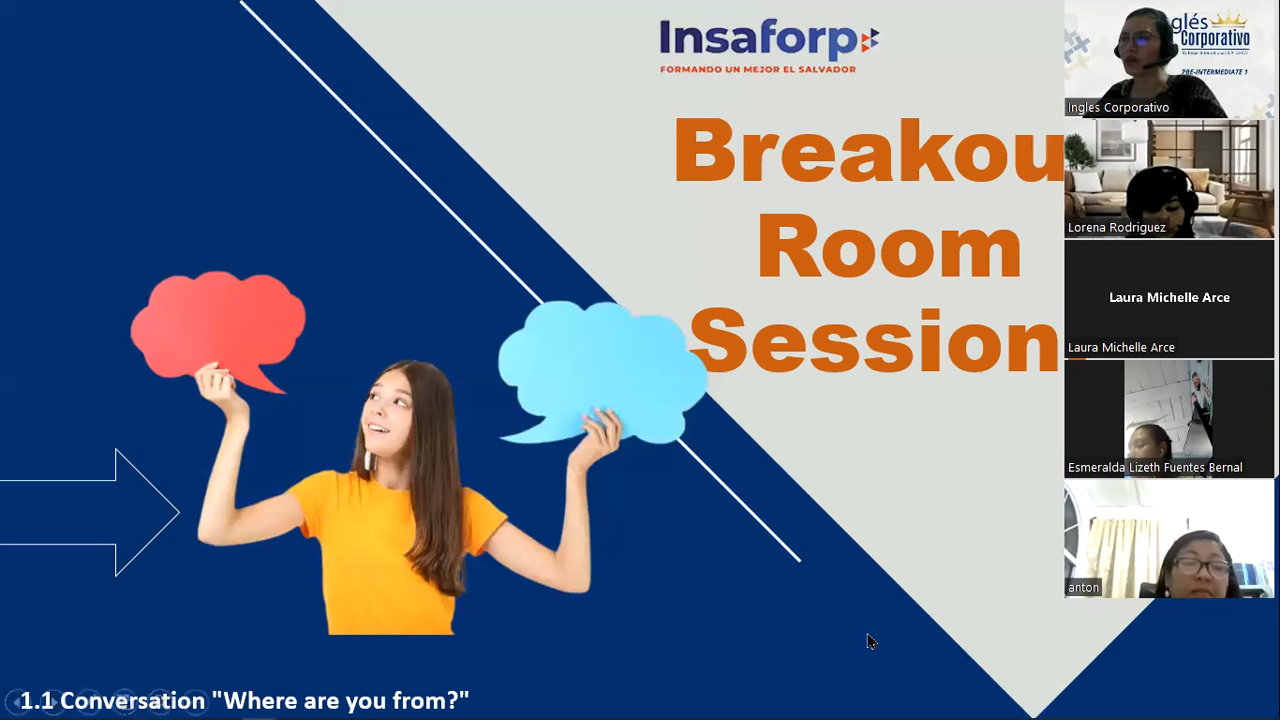 Insaforp
FORMANDO UN MEJOR EL SALVADOR
Breakou
Room
Session
1.1 Conversation "Where are you from?"
glés
Corporativo
PRE-INTERMEDIATE 1
Ingles Corporativo
Lorena Rodriguez
Laura Michelle Arce
Laura Michelle Arce
Esmeralda Lizeth Fuentes Bernal
anton